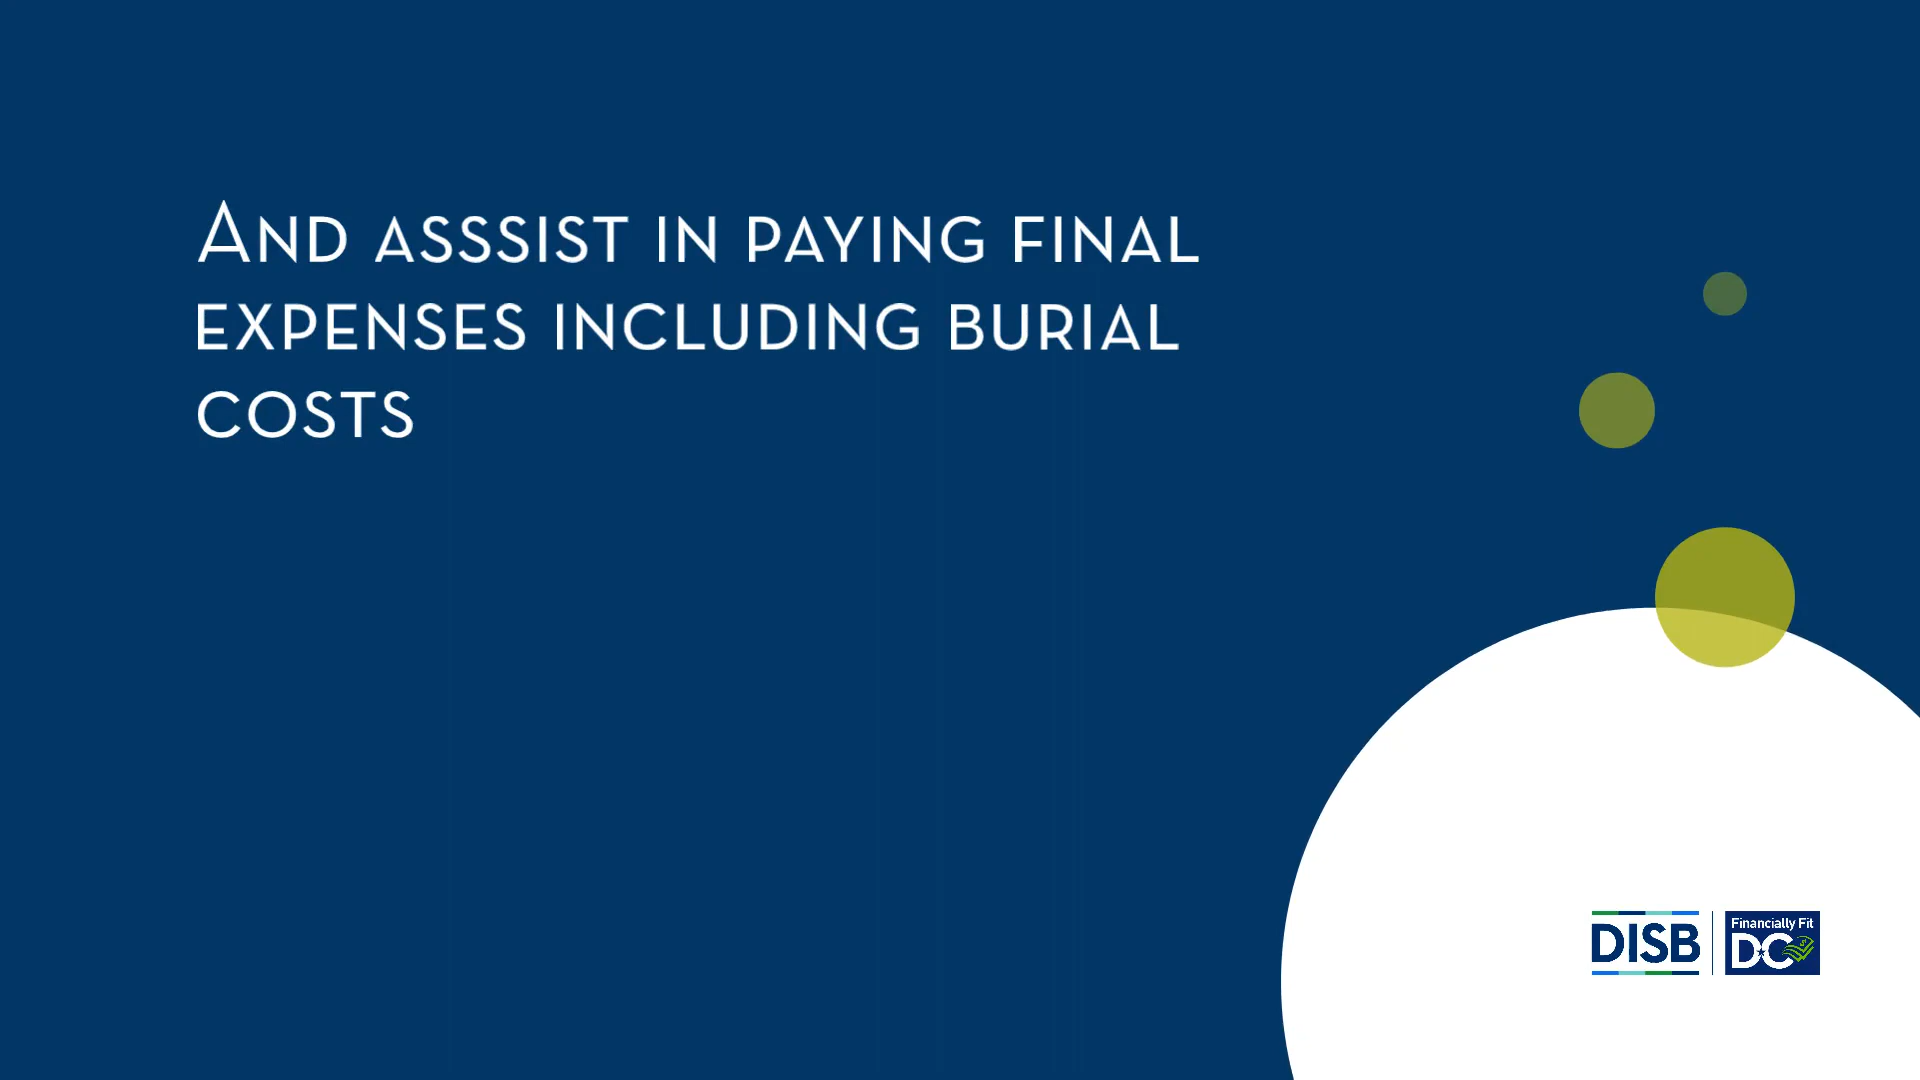 And asssist in paying final
expenses including burial
costs
DISB
Financially Fit
DC